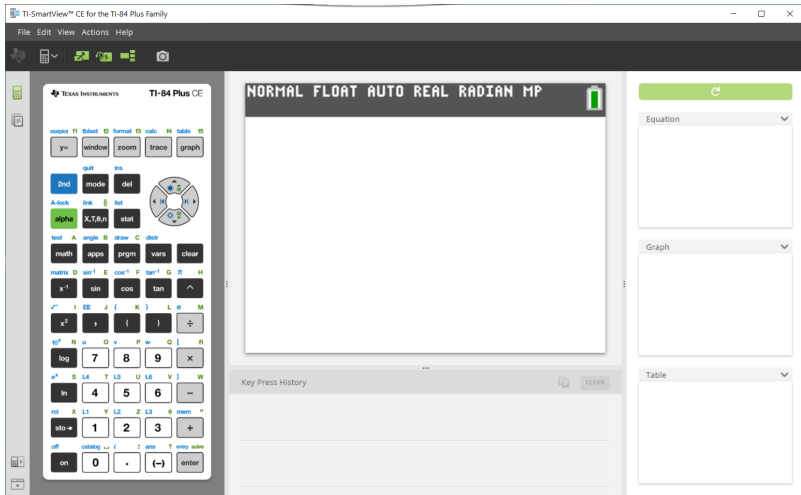 TI-SmartView™ CE for the TI-84 Plus Family
File Edit View Actions Help
TEXAS INSTRUMENTS TI-84 Plus CE
statplot f1 tblset f2 format f3 calc f4 table f5
y= window zoom trace graph
quit ins
2nd mode del
A-lock link list
alpha X,T,θ,n stat
test A angle B draw C distr
math apps prgm vars clear
matrix D sin⁻¹ E cos⁻¹ F tan⁻¹ G π H
x⁻¹ sin cos tan ^
√ I EE J { K } L e M
x² , ( ) ÷
10ˣ N u O v P w Q [ R
log 7 8 9 ×
eˣ S L4 T L5 U L6 V ] W
ln 4 5 6 −
rcl X L1 Y L2 Z L3 θ mem "
sto→ 1 2 3 +
off catalog i : ans ? entry solve
on 0 . (−) enter
NORMAL FLOAT AUTO REAL RADIAN MP
Key Press History
CLEAR
Equation
Graph
Table